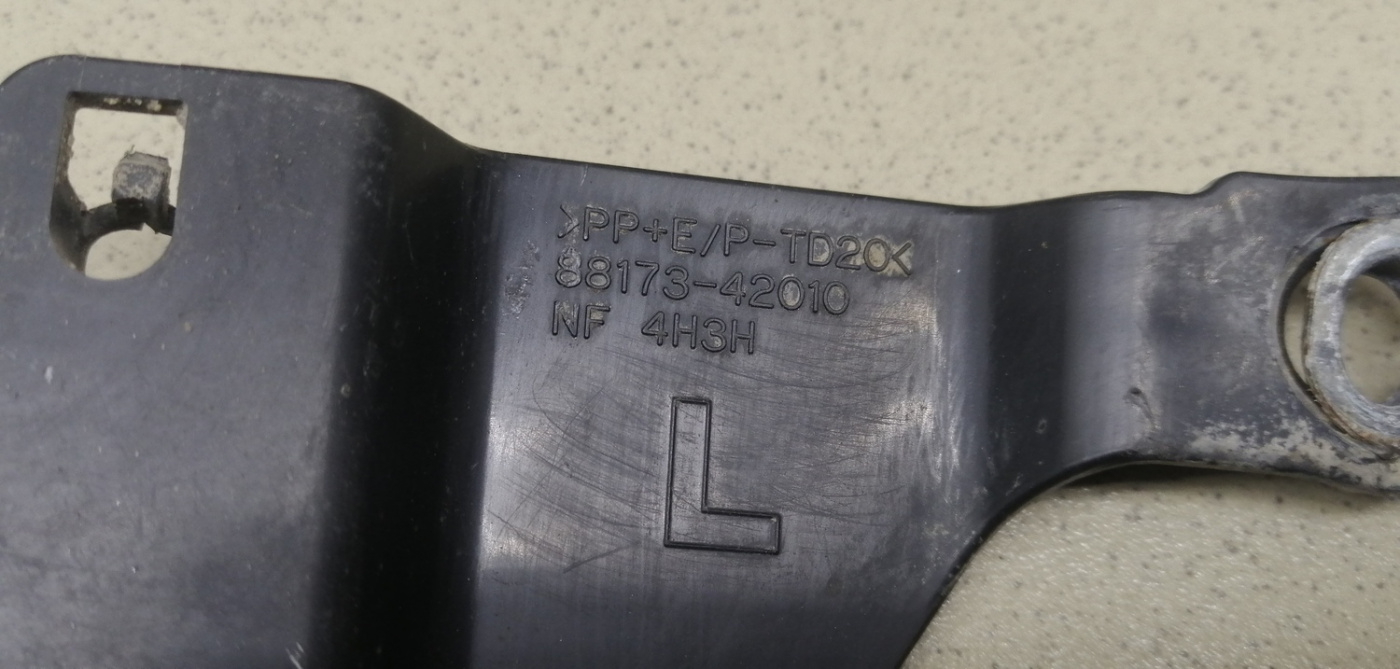 >PP+E/P-TD20<
88173-42010
NF 4H3H
L